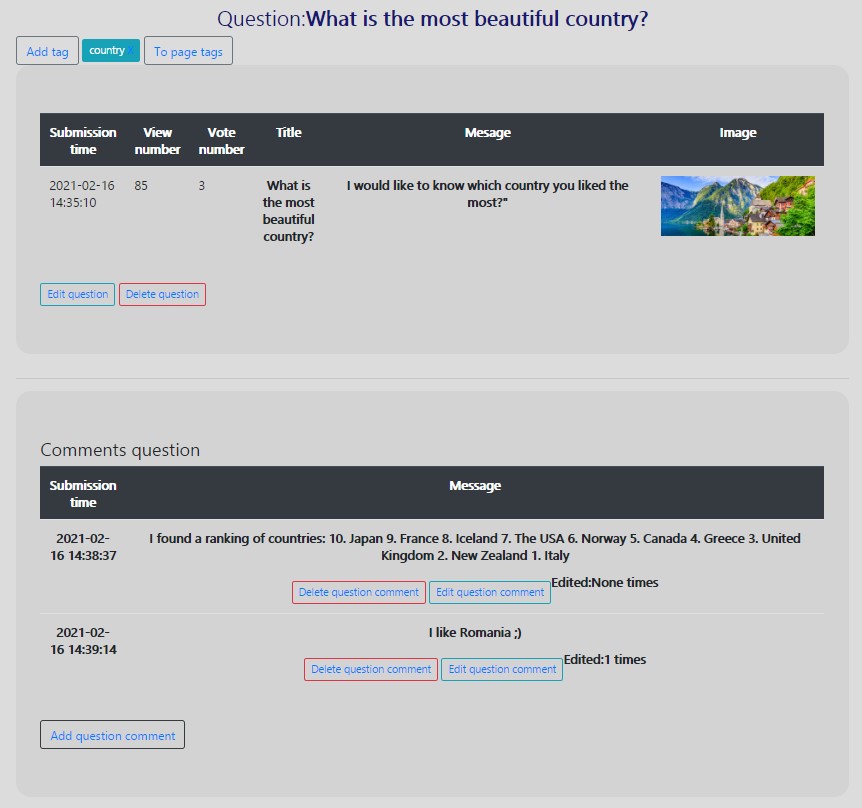 Question:What is the most beautiful country?
Add tag
country X
To page tags
Submission time
View number
Vote number
Title
Mesage
Image
2021-02-16 14:35:10
85
3
What is the most beautiful country?
I would like to know which country you liked the most?"
Edit question
Delete question
Comments question
Submission time
Message
2021-02-16 14:38:37
I found a ranking of countries: 10. Japan 9. France 8. Iceland 7. The USA 6. Norway 5. Canada 4. Greece 3. United
Kingdom 2. New Zealand 1. Italy
Delete question comment
Edit question comment
Edited:None times
2021-02-16 14:39:14
I like Romania ;)
Delete question comment
Edit question comment
Edited:1 times
Add question comment